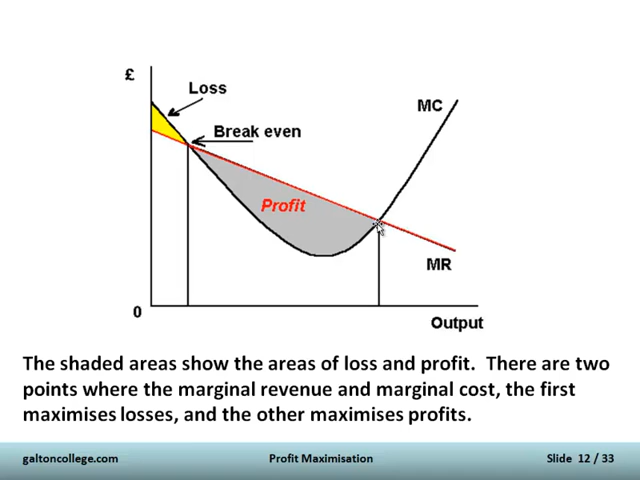 £
Loss
MC
Break even
Profit
MR
0
Output
The shaded areas show the areas of loss and profit. There are two
points where the marginal revenue and marginal cost, the first
maximises losses, and the other maximises profits.
galtoncollege.com Profit Maximisation Slide 12 / 33